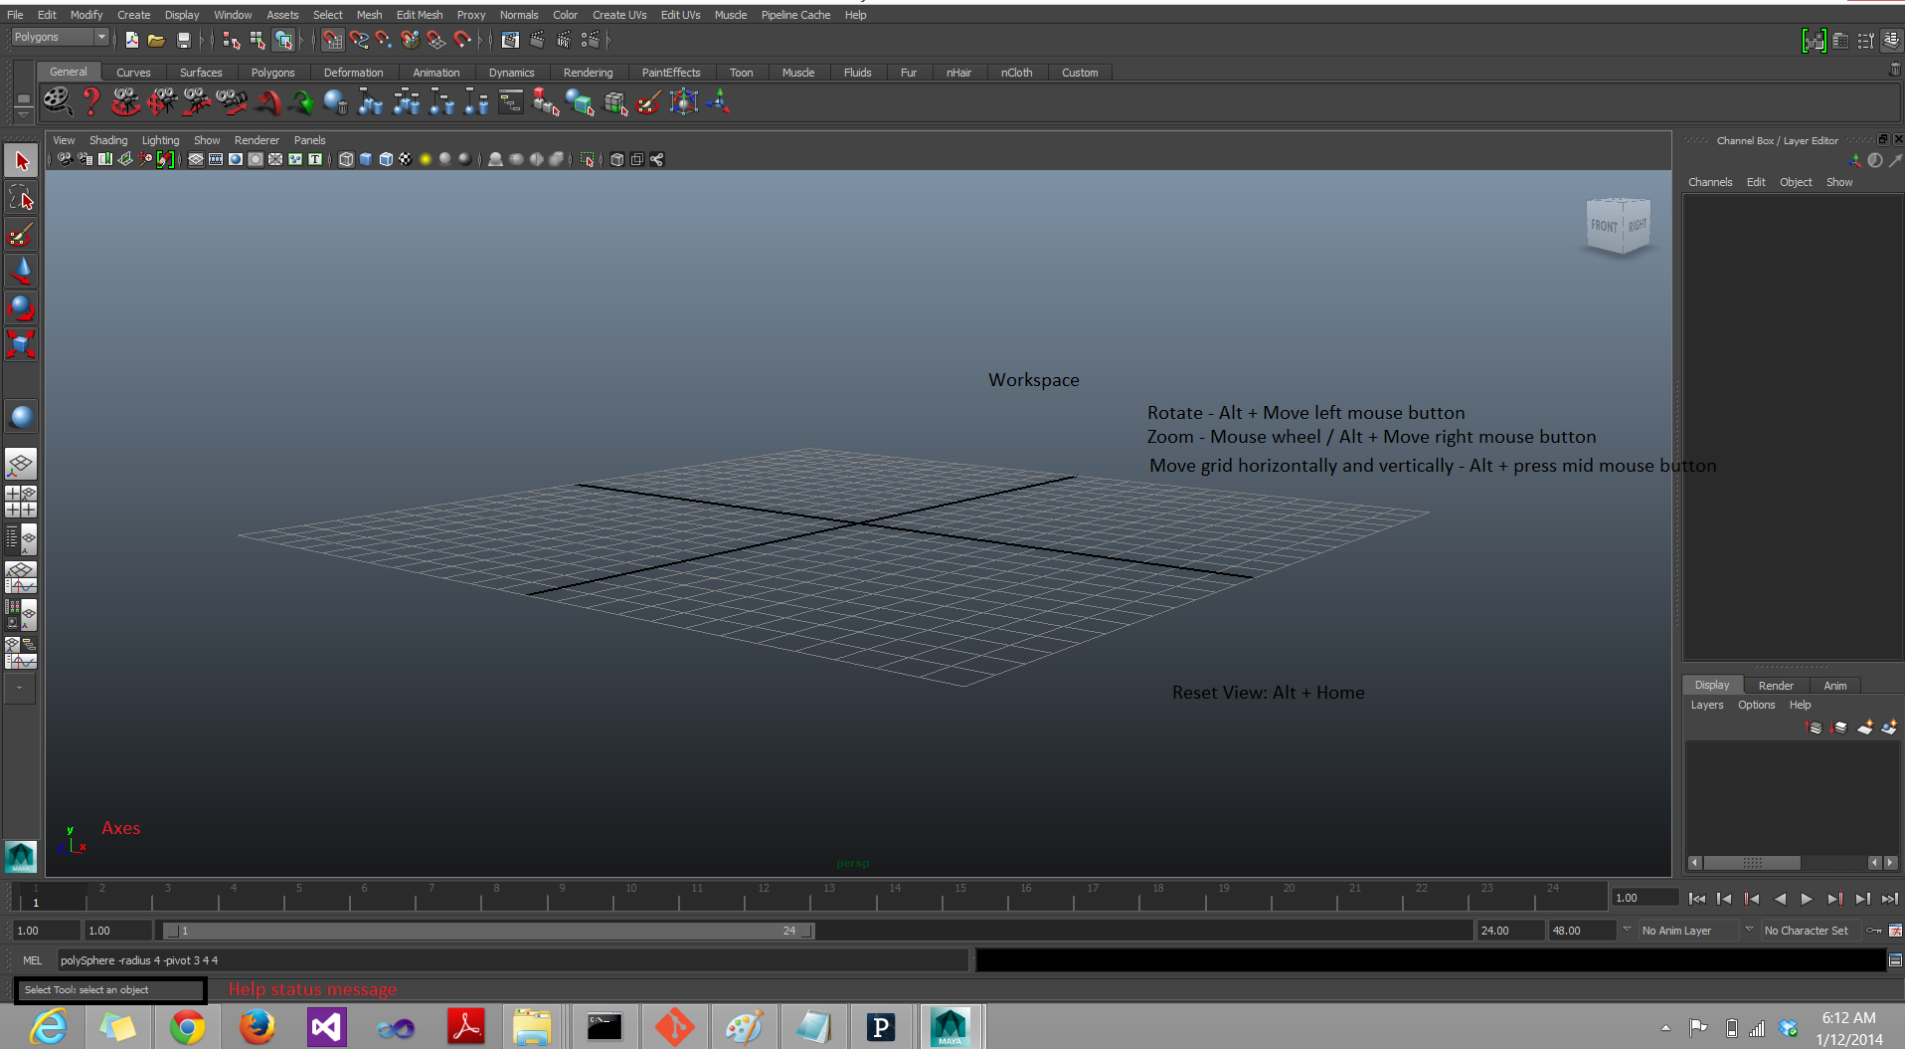 File Edit Modify Create Display Window Assets Select Mesh Edit Mesh Proxy Normals Color Create UVs Edit UVs Muscle Pipeline Cache Help
Polygons
General Curves Surfaces Polygons Deformation Animation Dynamics Rendering PaintEffects Toon Muscle Fluids Fur nHair nCloth Custom
View Shading Lighting Show Renderer Panels
Channel Box / Layer Editor
Channels Edit Object Show
FRONT RIGHT
Workspace
Rotate - Alt + Move left mouse button
Zoom - Mouse wheel / Alt + Move right mouse button
Move grid horizontally and vertically - Alt + press mid mouse button
Reset View: Alt + Home
Display Render Anim
Layers Options Help
y Axes
x
persp
MAYA
1 2 3 4 5 6 7 8 9 10 11 12 13 14 15 16 17 18 19 20 21 22 23 24
1 1.00
1.00 1.00 1 24 24.00 48.00 No Anim Layer No Character Set
MEL polySphere -radius 4 -pivot 3 4 4
Select Tool: select an object Help status message
P MAYA
6:12 AM
1/12/2014